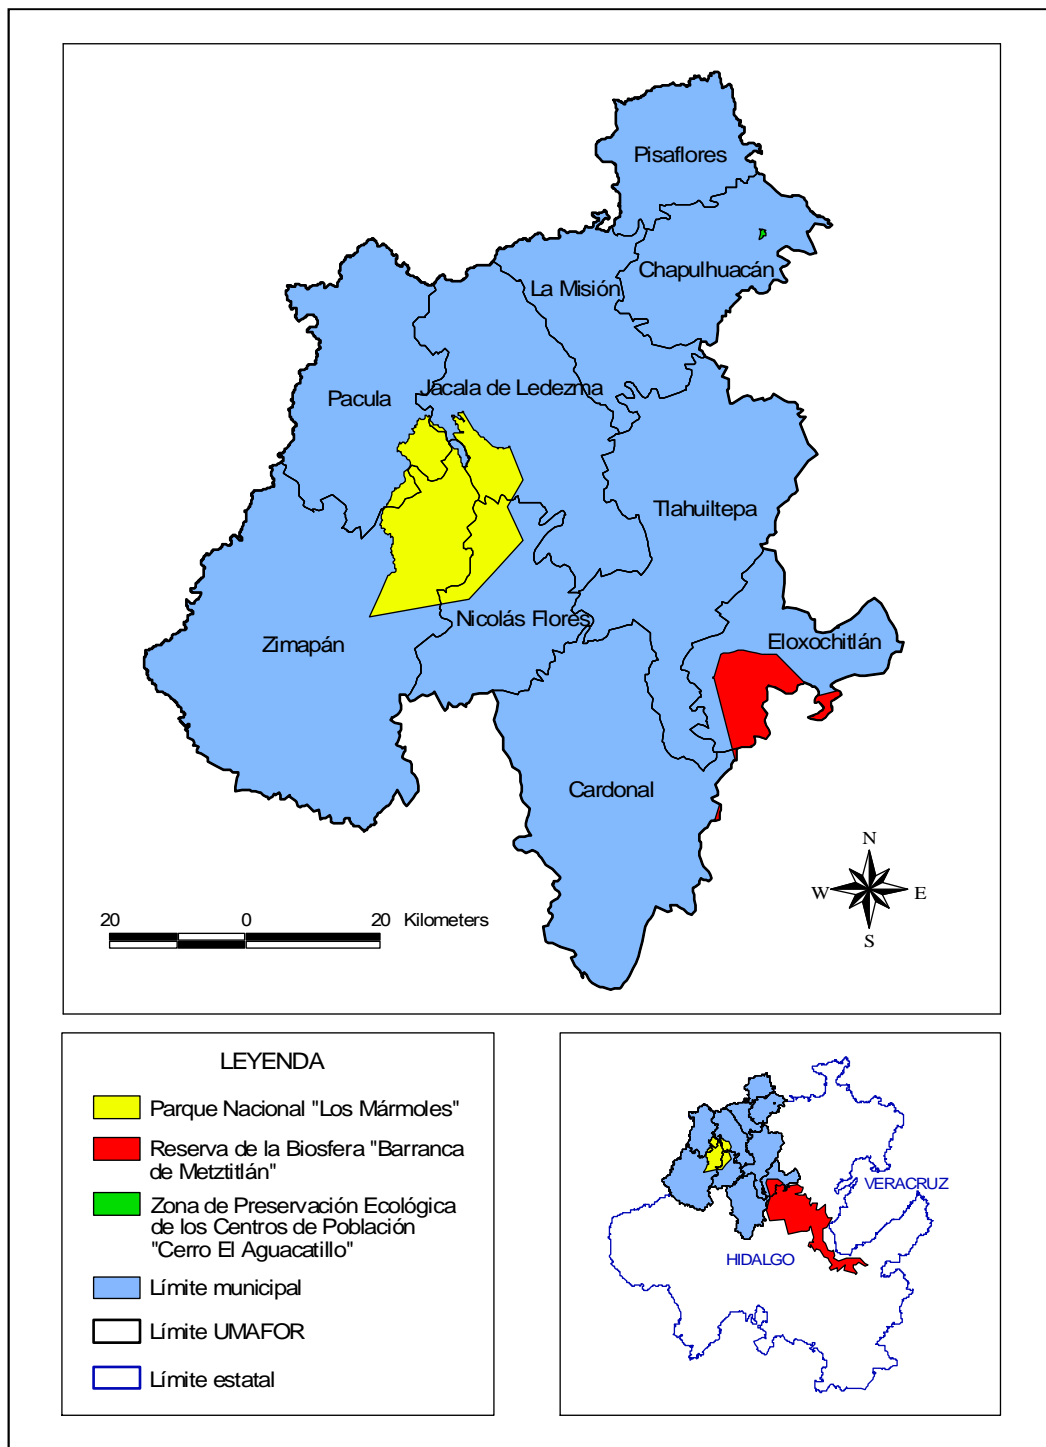 Pisaflores
Chapulhuacán
La Misión
Jacala de Ledezma
Pacula
Tlahuiltepa
Nicolás Flores
Zimapán
Eloxochitlán
Cardonal
N
W E
S
20 0 20 Kilometers
LEYENDA
Parque Nacional "Los Mármoles"
Reserva de la Biosfera "Barranca
de Metztitlán"
Zona de Preservación Ecológica
de los Centros de Población
"Cerro El Aguacatillo"
Límite municipal
Límite UMAFOR
Límite estatal
VERACRUZ
HIDALGO